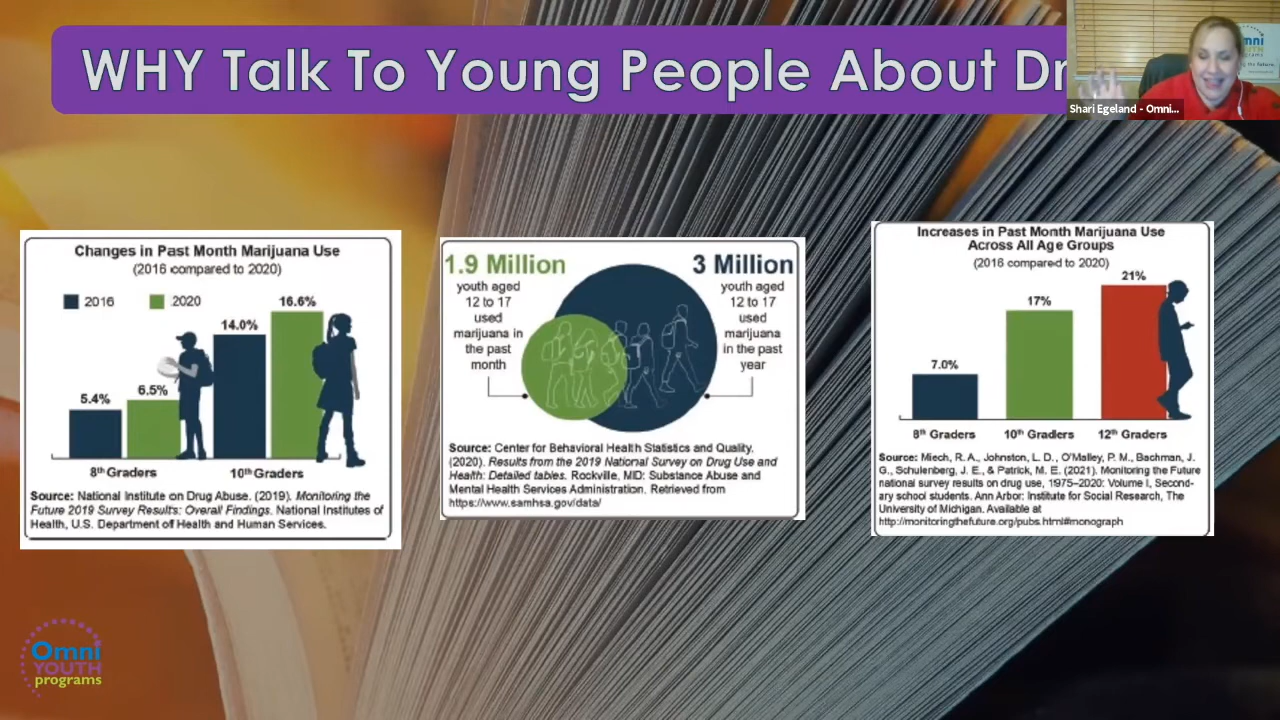 WHY Talk To Young People About Dr
Shari Egeland - Omni...
Changes in Past Month Marijuana Use
(2016 compared to 2020)
2016
2020
5.4%
6.5%
14.0%
16.6%
8th Graders
10th Graders
Source: National Institute on Drug Abuse. (2019). Monitoring the
Future 2019 Survey Results: Overall Findings. National Institutes of
Health, U.S. Department of Health and Human Services.
1.9 Million
youth aged
12 to 17
used
marijuana in
the past
month
3 Million
youth aged
12 to 17
used
marijuana
in the past
year
Source: Center for Behavioral Health Statistics and Quality.
(2020). Results from the 2019 National Survey on Drug Use and
Health: Detailed tables. Rockville, MD: Substance Abuse and
Mental Health Services Administration. Retrieved from
https://www.samhsa.gov/data/
Increases in Past Month Marijuana Use
Across All Age Groups
(2016 compared to 2020)
7.0%
17%
21%
8th Graders
10th Graders
12th Graders
Source: Miech, R. A., Johnston, L. D., O'Malley, P. M., Bachman, J.
G., Schulenberg, J. E., & Patrick, M. E. (2021). Monitoring the Future
national survey results on drug use, 1975–2020: Volume I, Second-
ary school students. Ann Arbor: Institute for Social Research, The
University of Michigan. Available at
http://monitoringthefuture.org/pubs.html#monograph
Omni
YOUTH
programs